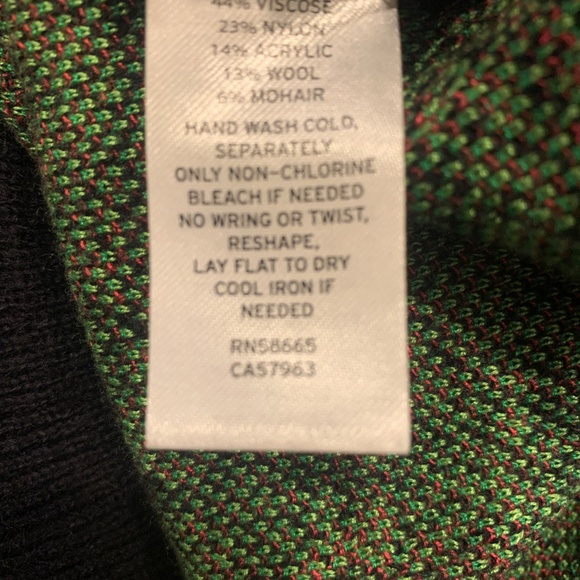 44% VISCOSE
23% NYLON
14% ACRYLIC
13% WOOL
6% MOHAIR
HAND WASH COLD,
SEPARATELY
ONLY NON-CHLORINE
BLEACH IF NEEDED
NO WRING OR TWIST,
RESHAPE,
LAY FLAT TO DRY
COOL IRON IF
NEEDED
RN58665
CA57963